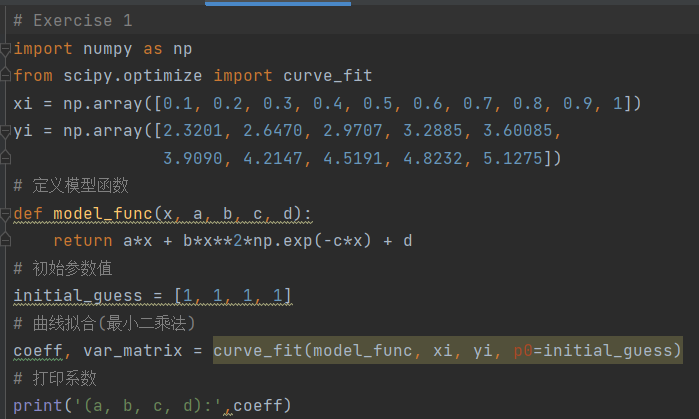 # Exercise 1
import numpy as np
from scipy.optimize import curve_fit
xi = np.array([0.1, 0.2, 0.3, 0.4, 0.5, 0.6, 0.7, 0.8, 0.9, 1])
yi = np.array([2.3201, 2.6470, 2.9707, 3.2885, 3.60085,
               3.9090, 4.2147, 4.5191, 4.8232, 5.1275])
# 定义模型函数
def model_func(x, a, b, c, d):
    return a*x + b*x**2*np.exp(-c*x) + d
# 初始参数值
initial_guess = [1, 1, 1, 1]
# 曲线拟合(最小二乘法)
coeff, var_matrix = curve_fit(model_func, xi, yi, p0=initial_guess)
# 打印系数
print('(a, b, c, d):',coeff)